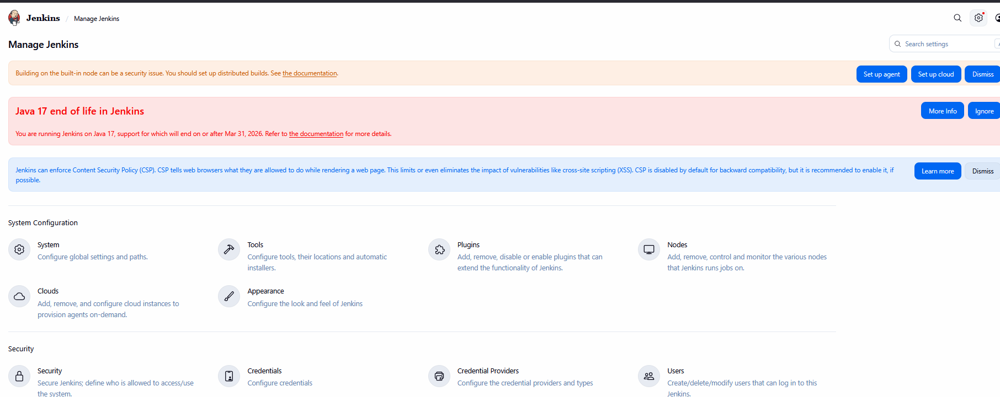 Jenkins / Manage Jenkins
Manage Jenkins
Search settings
Building on the built-in node can be a security issue. You should set up distributed builds. See the documentation.
Set up agent
Set up cloud
Dismiss
Java 17 end of life in Jenkins
More Info
Ignore
You are running Jenkins on Java 17, support for which will end on or after Mar 31, 2026. Refer to the documentation for more details.
Jenkins can enforce Content Security Policy (CSP). CSP tells web browsers what they are allowed to do while rendering a web page. This limits or even eliminates the impact of vulnerabilities like cross-site scripting (XSS). CSP is disabled by default for backward compatibility, but it is recommended to enable it, if
possible.
Learn more
Dismiss
System Configuration
System
Configure global settings and paths.
Tools
Configure tools, their locations and automatic
installers.
Plugins
Add, remove, disable or enable plugins that can
extend the functionality of Jenkins.
Nodes
Add, remove, control and monitor the various nodes
that Jenkins runs jobs on.
Clouds
Add, remove, and configure cloud instances to
provision agents on-demand.
Appearance
Configure the look and feel of Jenkins
Security
Security
Secure Jenkins; define who is allowed to access/use
the system.
Credentials
Configure credentials
Credential Providers
Configure the credential providers and types
Users
Create/delete/modify users that can log in to this
Jenkins.